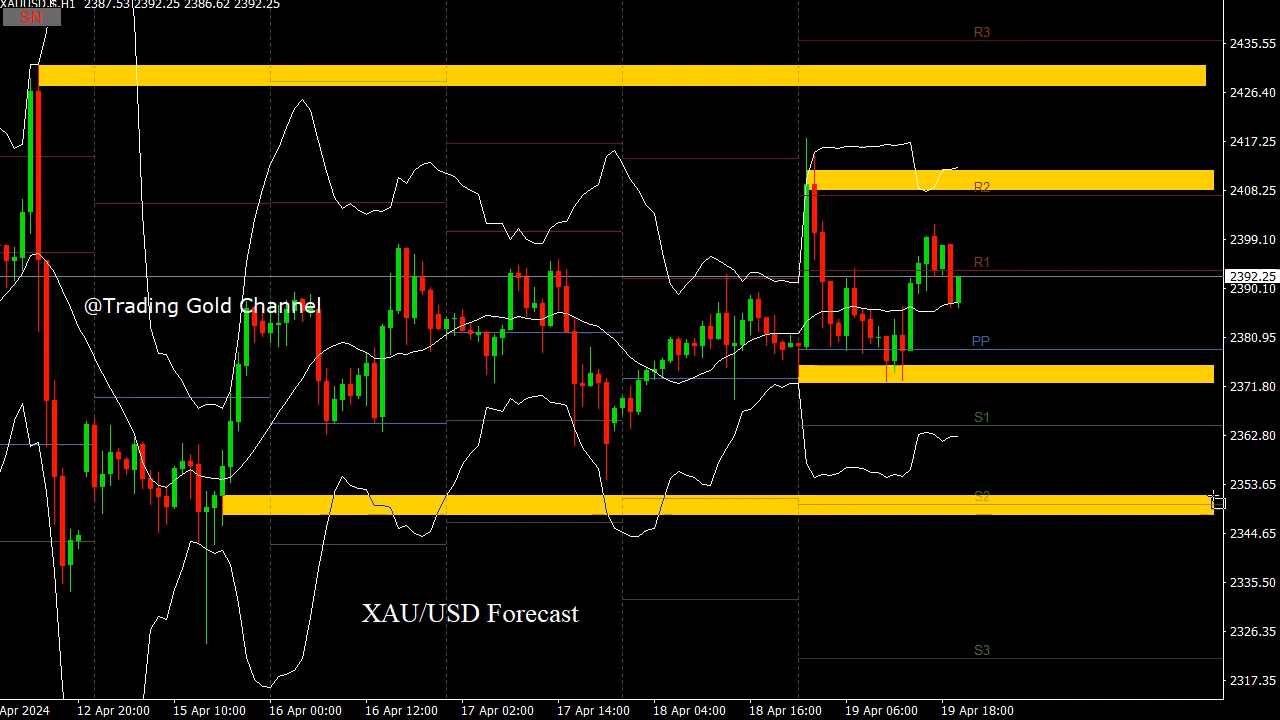 XAUUSD.fs,H1 2387.53 2392.25 2386.62 2392.25
SN
R3
2435.55
2426.40
2417.25
R2
2408.25
2399.10
R1
2392.25
2390.10
@Trading Gold Channel
PP
2380.95
2371.80
S1
2362.80
S2
2353.65
2344.65
2335.50
XAU/USD Forecast
2326.35
S3
2317.35
Apr 2024 12 Apr 20:00 15 Apr 10:00 16 Apr 00:00 16 Apr 12:00 17 Apr 02:00 17 Apr 14:00 18 Apr 04:00 18 Apr 16:00 19 Apr 06:00 19 Apr 18:00